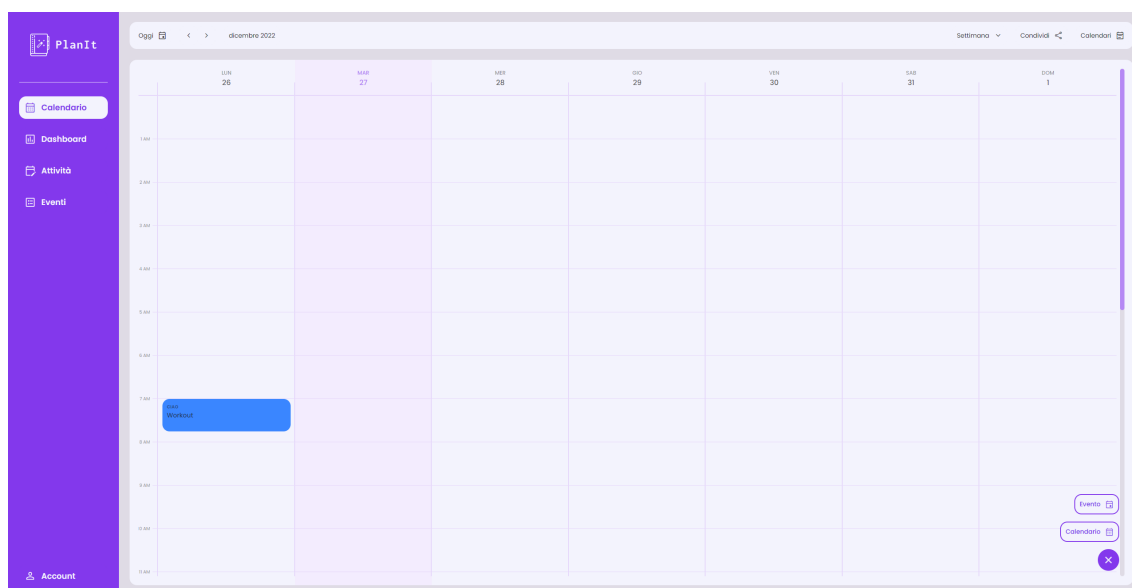 PlanIt
Calendario
Dashboard
Attività
Eventi
Account
Oggi
dicembre 2022
Settimana
Condividi
Calendari
LUN MAR MER GIO VEN SAB DOM
26 27 28 29 30 31 1
1 AM
2 AM
3 AM
4 AM
5 AM
6 AM
7 AM
CIAO
Workout
8 AM
9 AM
10 AM
11 AM
Evento
Calendario